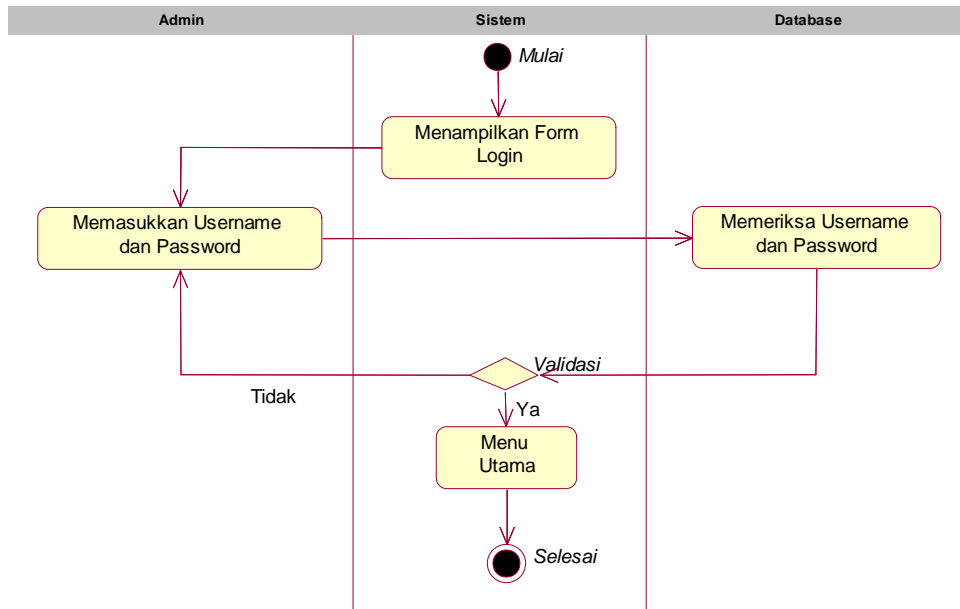 Admin
Sistem
Database
Mulai
Menampilkan Form
Login
Memasukkan Username
dan Password
Memeriksa Username
dan Password
Validasi
Tidak
Ya
Menu
Utama
Selesai